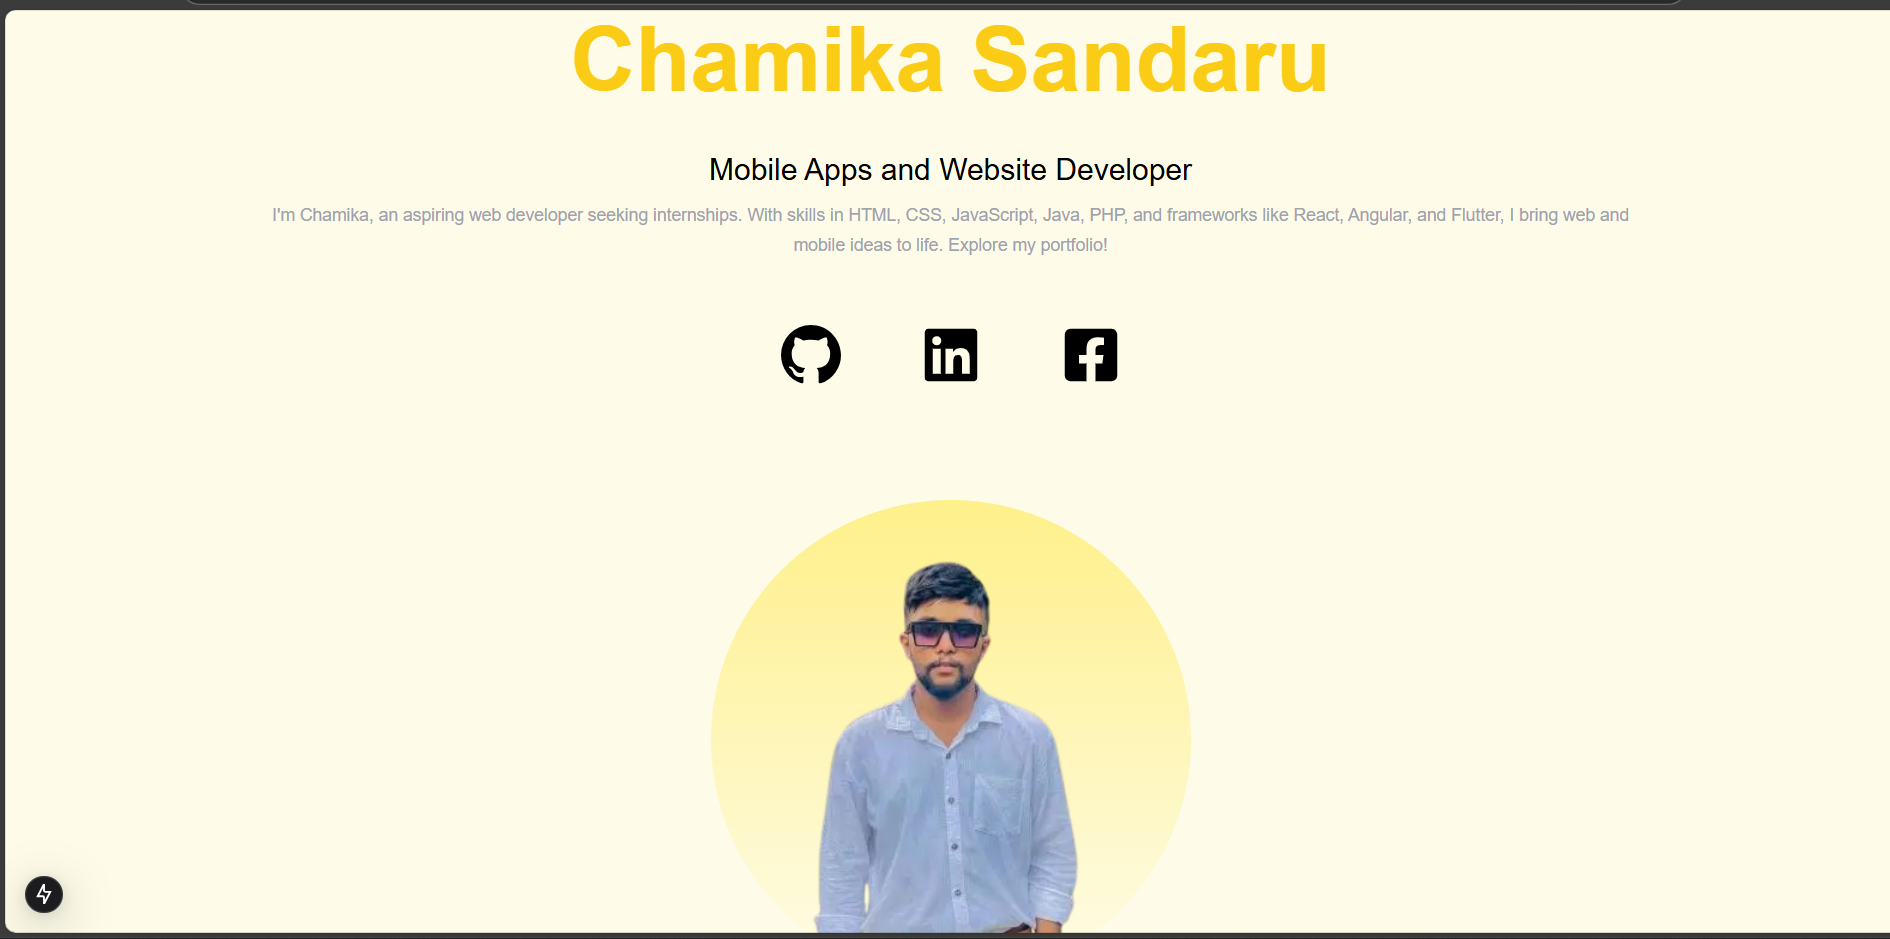 Chamika Sandaru
Mobile Apps and Website Developer
I'm Chamika, an aspiring web developer seeking internships. With skills in HTML, CSS, JavaScript, Java, PHP, and frameworks like React, Angular, and Flutter, I bring web and
mobile ideas to life. Explore my portfolio!
in